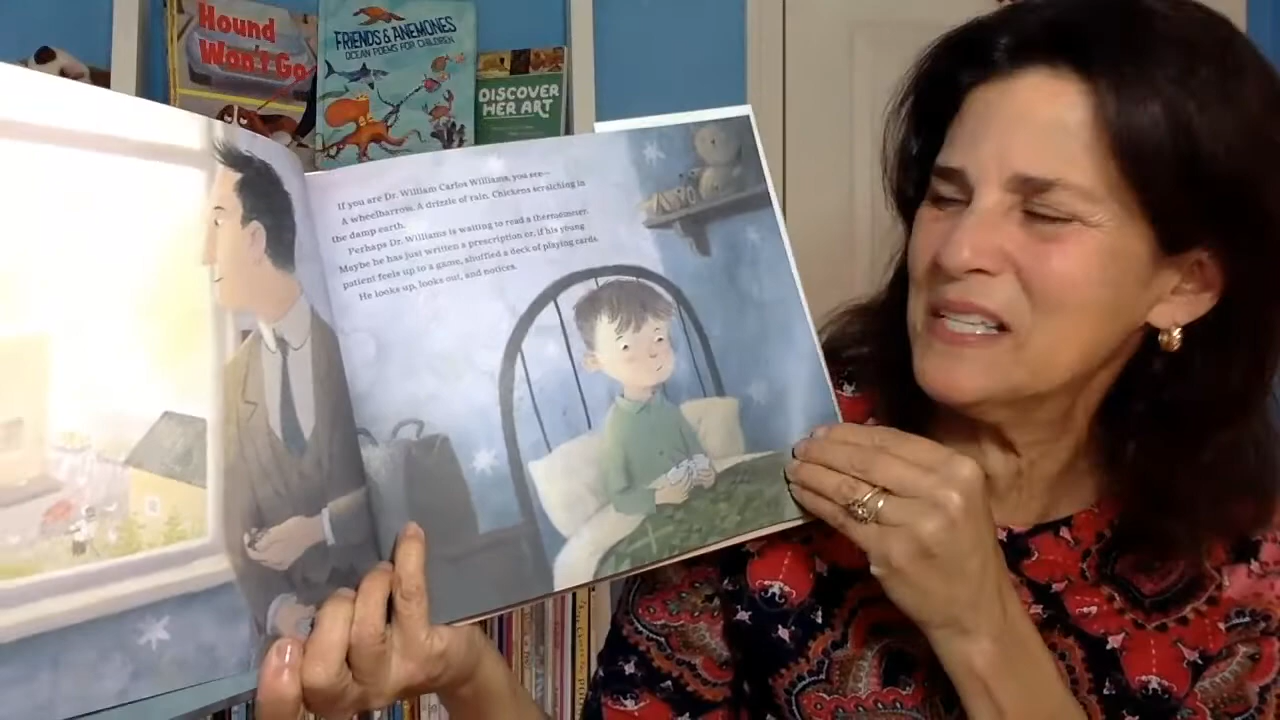 Hound
Won't Go
FRIENDS & ANEMONES
OCEAN POEMS FOR CHILDREN
DISCOVER
HER ART
If you are Dr. William Carlos Williams, you see—
A wheelbarrow. A drizzle of rain. Chickens scratching in
the damp earth.
Perhaps Dr. Williams is waiting to read a thermometer.
Maybe he has just written a prescription or, if his young
patient feels up to a game, shuffled a deck of playing cards.
He looks up, looks out, and notices.